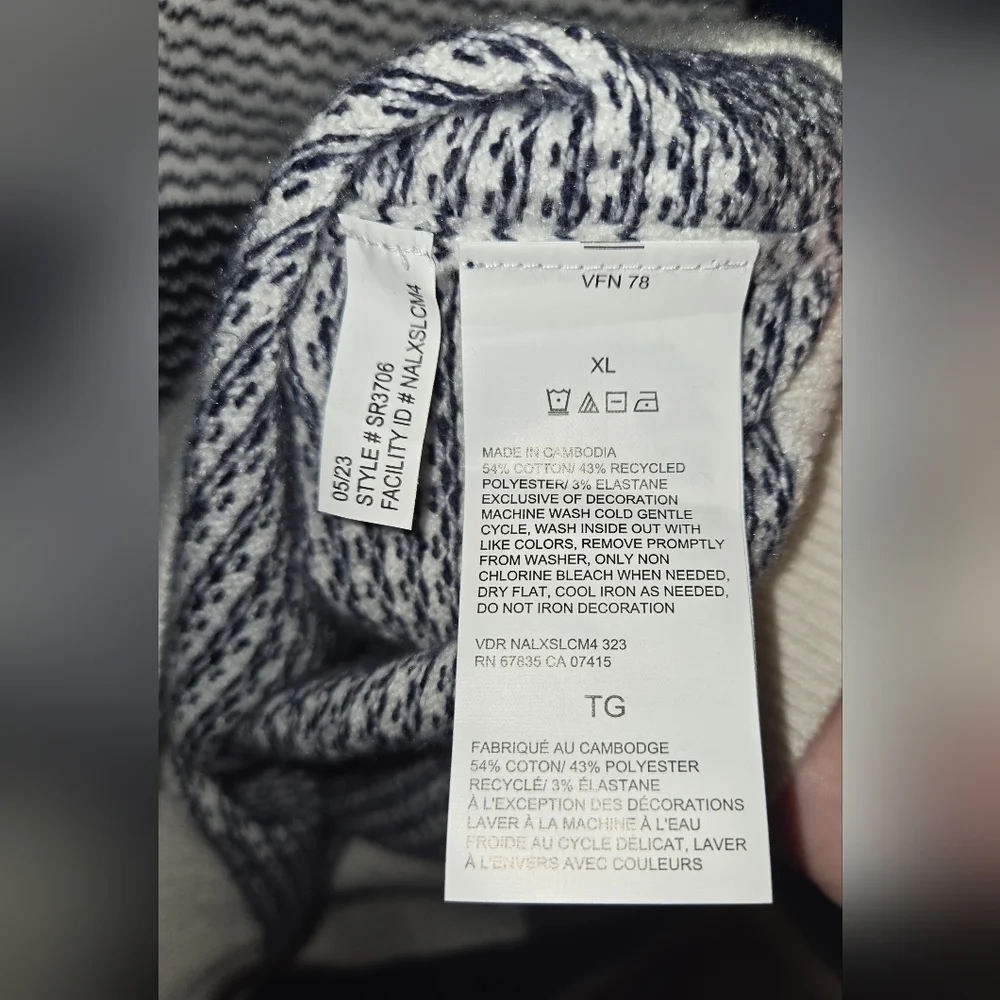 05/23
STYLE # SR3706
FACILITY ID # NALXSLCM4
VFN 78
XL
MADE IN CAMBODIA
54% COTTON/ 43% RECYCLED
POLYESTER/ 3% ELASTANE
EXCLUSIVE OF DECORATION
MACHINE WASH COLD GENTLE
CYCLE, WASH INSIDE OUT WITH
LIKE COLORS, REMOVE PROMPTLY
FROM WASHER, ONLY NON
CHLORINE BLEACH WHEN NEEDED,
DRY FLAT, COOL IRON AS NEEDED,
DO NOT IRON DECORATION
VDR NALXSLCM4 323
RN 67835 CA 07415
TG
FABRIQUÉ AU CAMBODGE
54% COTON/ 43% POLYESTER
RECYCLÉ/ 3% ÉLASTANE
À L'EXCEPTION DES DÉCORATIONS
LAVER À LA MACHINE À L'EAU
FROIDE AU CYCLE DÉLICAT, LAVER
À L'ENVERS AVEC COULEURS